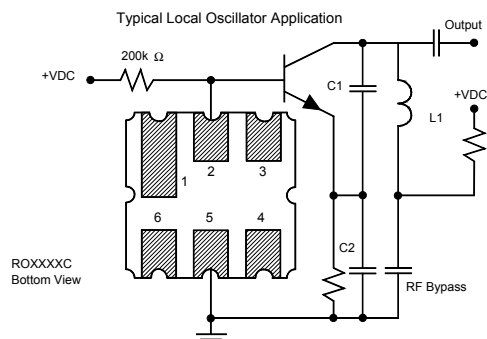 Typical Local Oscillator Application
Output
200k Ω
+VDC
C1
+VDC
L1
1
2
3
6
5
4
C2
ROXXXXC
Bottom View
RF Bypass